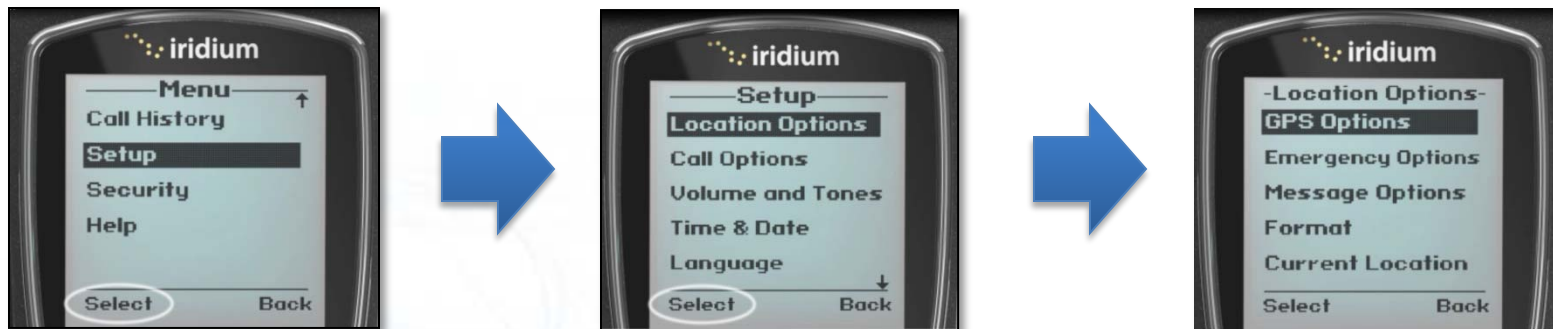 iridium
Menu
Call History
Setup
Security
Help
Select Back
iridium
Setup
Location Options
Call Options
Volume and Tones
Time & Date
Language
Select Back
iridium
-Location Options-
GPS Options
Emergency Options
Message Options
Format
Current Location
Select Back